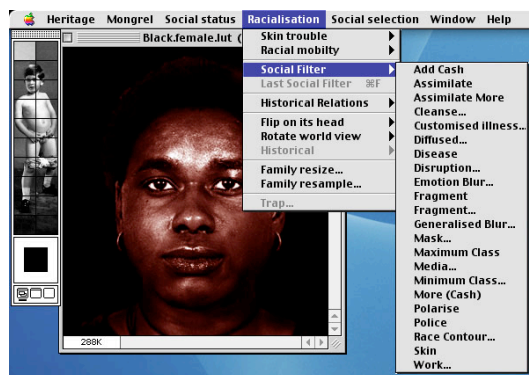 Heritage Mongrel Social status Racialisation Social selection Window Help
Black.female.lut (
Skin trouble
Racial mobilty
Social Filter
Last Social Filter ⌘F
Historical Relations
Flip on its head
Rotate world view
Historical
Family resize...
Family resample...
Trap...
Add Cash
Assimilate
Assimilate More
Cleanse...
Customised illness...
Diffused...
Disease
Disruption...
Emotion Blur...
Fragment
Fragment...
Generalised Blur...
Mask...
Maximum Class
Media...
Minimum Class...
More (Cash)
Polarise
Police
Race Contour...
Skin
Work...
288K